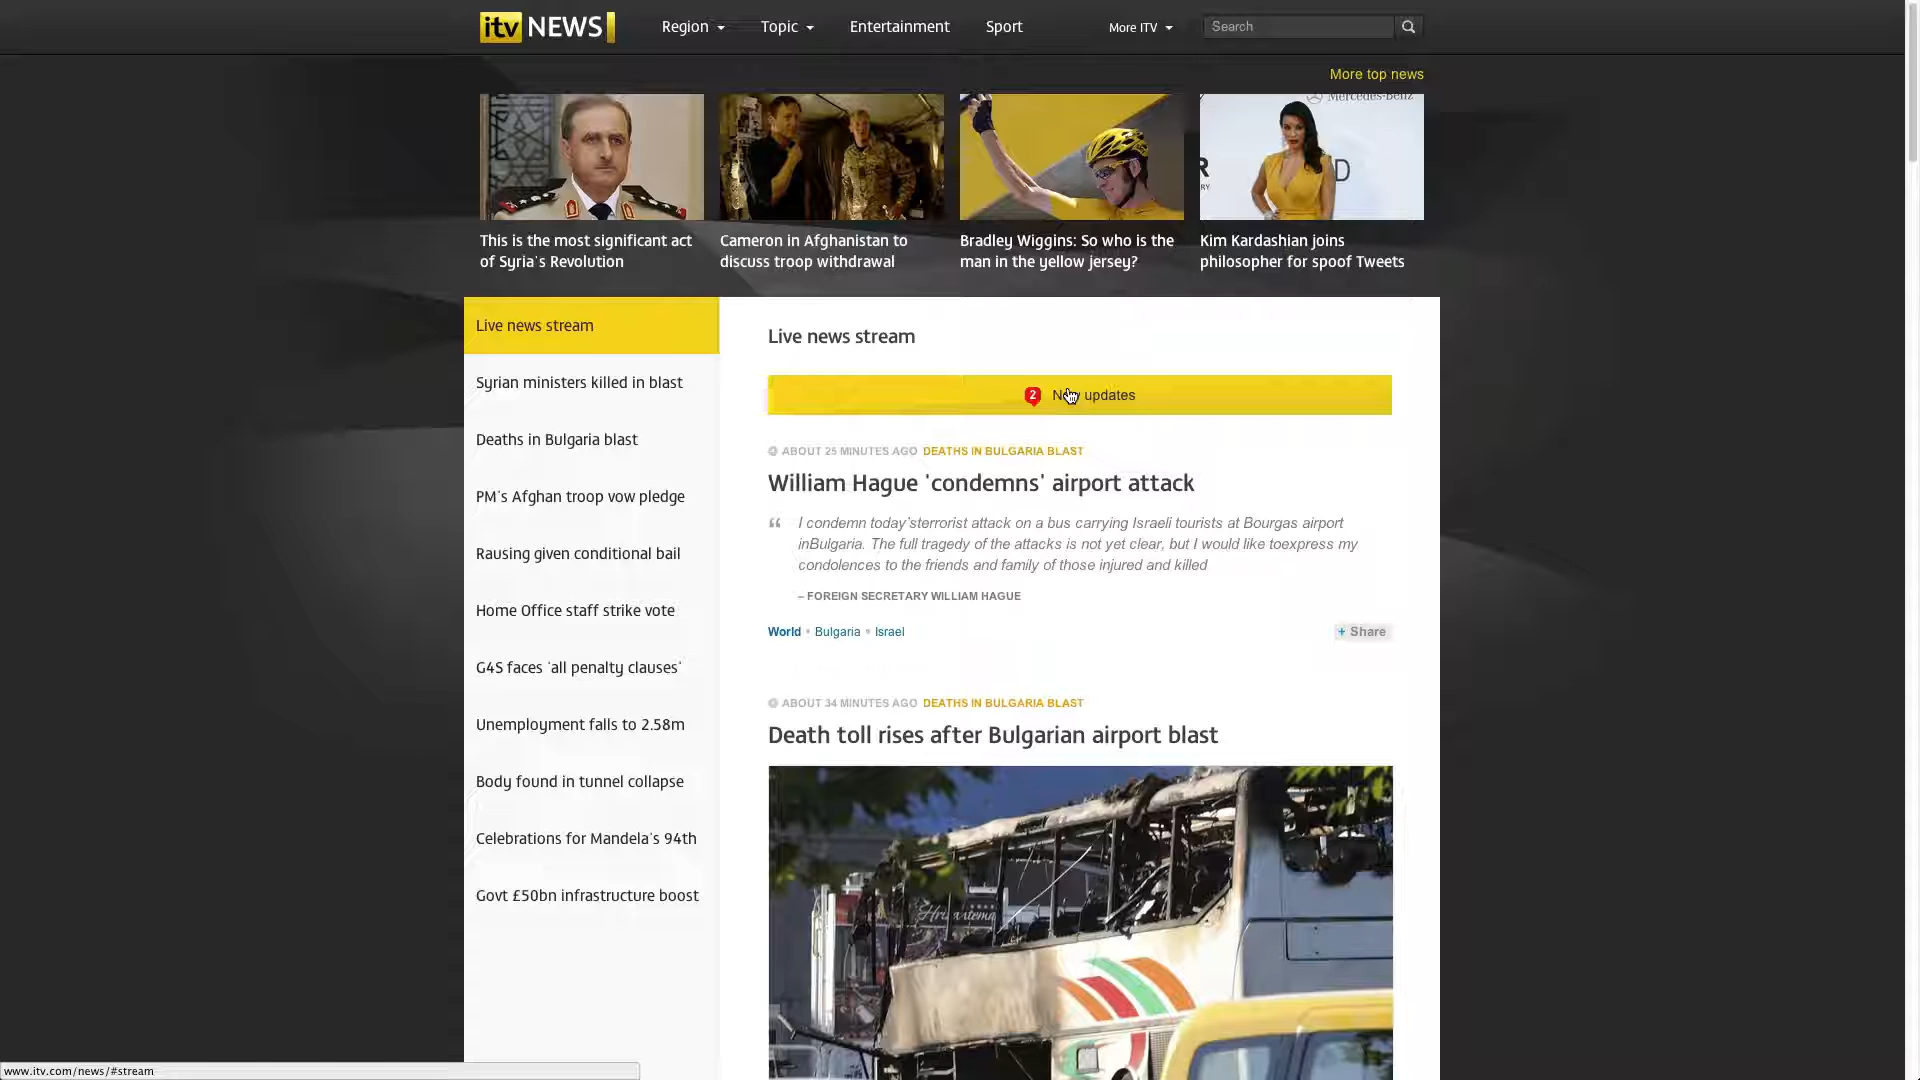 itv NEWS
Region
Topic
Entertainment
Sport
More ITV
Search
More top news
Mercedes-Benz
This is the most significant act
of Syria's Revolution
Cameron in Afghanistan to
discuss troop withdrawal
Bradley Wiggins: So who is the
man in the yellow jersey?
Kim Kardashian joins
philosopher for spoof Tweets
Live news stream
Syrian ministers killed in blast
Deaths in Bulgaria blast
PM's Afghan troop vow pledge
Rausing given conditional bail
Home Office staff strike vote
G4S faces 'all penalty clauses'
Unemployment falls to 2.58m
Body found in tunnel collapse
Celebrations for Mandela's 94th
Govt £50bn infrastructure boost
Live news stream
2 New updates
ABOUT 25 MINUTES AGO DEATHS IN BULGARIA BLAST
William Hague 'condemns' airport attack
“ I condemn today'sterrorist attack on a bus carrying Israeli tourists at Bourgas airport
inBulgaria. The full tragedy of the attacks is not yet clear, but I would like toexpress my
condolences to the friends and family of those injured and killed
– FOREIGN SECRETARY WILLIAM HAGUE
World • Bulgaria • Israel
+ Share
ABOUT 34 MINUTES AGO DEATHS IN BULGARIA BLAST
Death toll rises after Bulgarian airport blast
www.itv.com/news/#stream